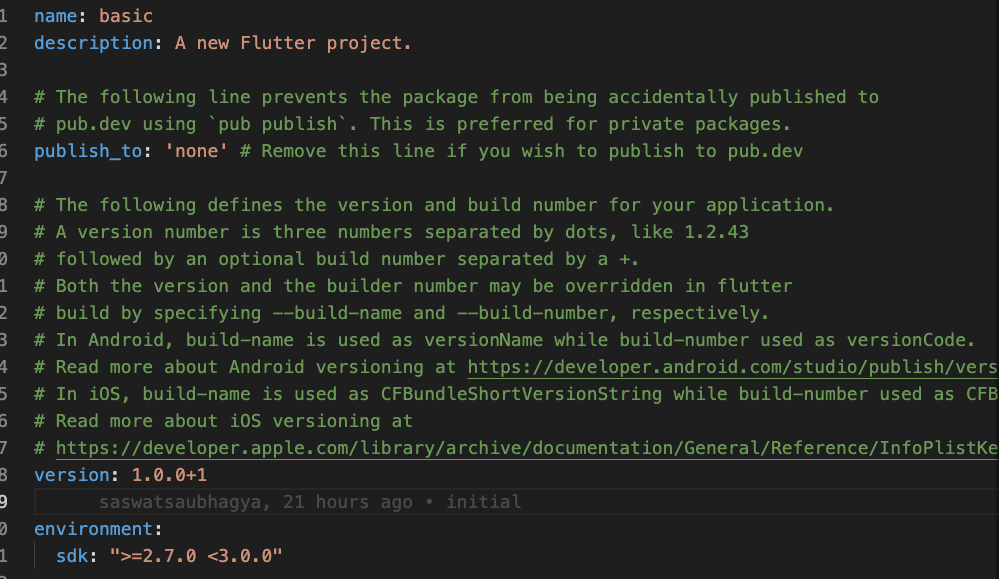 1 name: basic
2 description: A new Flutter project.
3
4 # The following line prevents the package from being accidentally published to
5 # pub.dev using `pub publish`. This is preferred for private packages.
6 publish_to: 'none' # Remove this line if you wish to publish to pub.dev
7
8 # The following defines the version and build number for your application.
9 # A version number is three numbers separated by dots, like 1.2.43
0 # followed by an optional build number separated by a +.
1 # Both the version and the builder number may be overridden in flutter
2 # build by specifying --build-name and --build-number, respectively.
3 # In Android, build-name is used as versionName while build-number used as versionCode.
4 # Read more about Android versioning at https://developer.android.com/studio/publish/vers
5 # In iOS, build-name is used as CFBundleShortVersionString while build-number used as CFB
6 # Read more about iOS versioning at
7 # https://developer.apple.com/library/archive/documentation/General/Reference/InfoPlistKe
8 version: 1.0.0+1
9 saswatsaubhagya, 21 hours ago • initial
0 environment:
1 sdk: ">=2.7.0 <3.0.0"